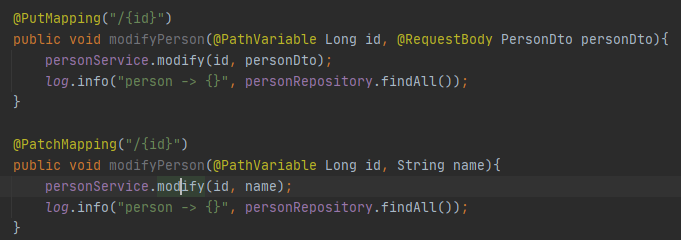 @PutMapping("/{id}")
public void modifyPerson(@PathVariable Long id, @RequestBody PersonDto personDto){
    personService.modify(id, personDto);
    log.info("person -> {}", personRepository.findAll());
}

@PatchMapping("/{id}")
public void modifyPerson(@PathVariable Long id, String name){
    personService.modify(id, name);
    log.info("person -> {}", personRepository.findAll());
}